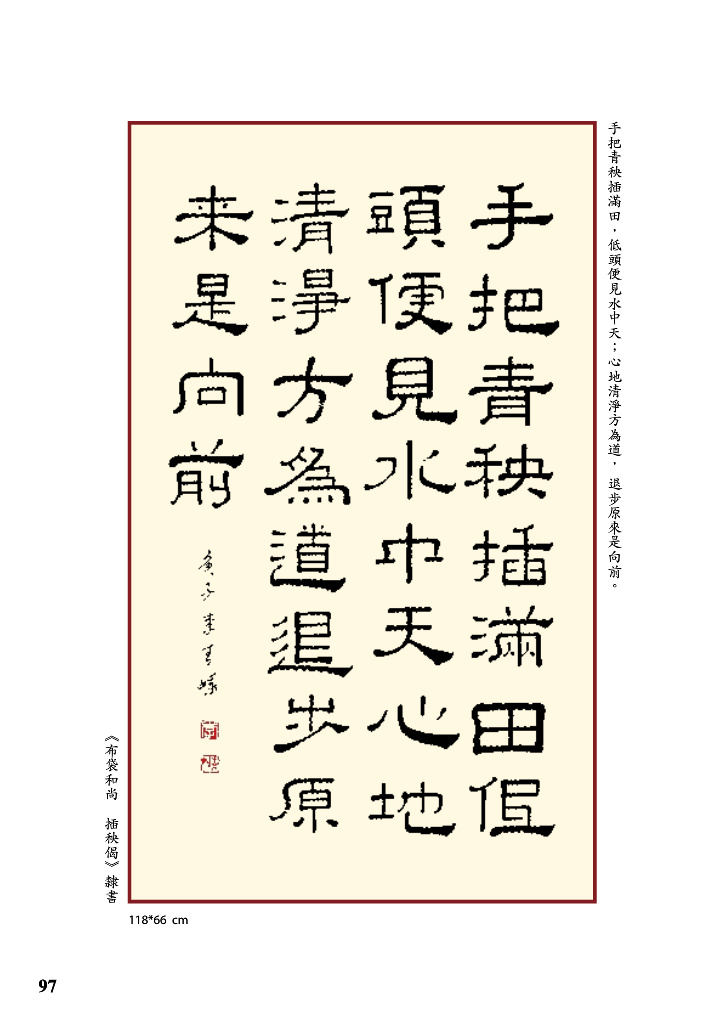 手把青秧插滿田，低頭便見水中天；心地清淨方為道，退步原來是向前。
手把青秧插滿田低
頭便見水中天心地
清淨方為道退步原
来是向前
庚子
《布袋和尚　插秧偈》隸書
118*66 cm
97